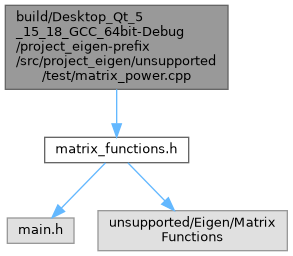 build/Desktop_Qt_5
_15_18_GCC_64bit-Debug
/project_eigen-prefix
/src/project_eigen/unsupported
/test/matrix_power.cpp
matrix_functions.h
main.h
unsupported/Eigen/Matrix
Functions